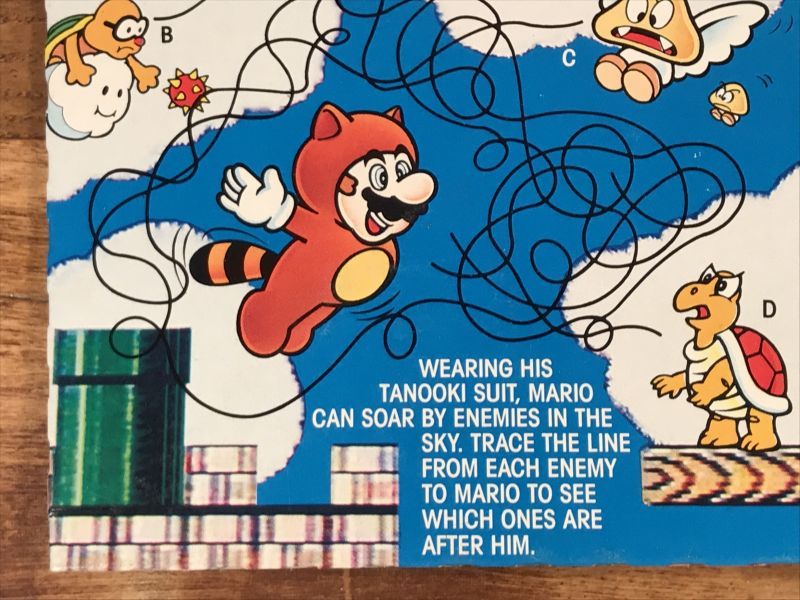 B
C
D
WEARING HIS
TANOOKI SUIT, MARIO
CAN SOAR BY ENEMIES IN THE
SKY. TRACE THE LINE
FROM EACH ENEMY
TO MARIO TO SEE
WHICH ONES ARE
AFTER HIM.